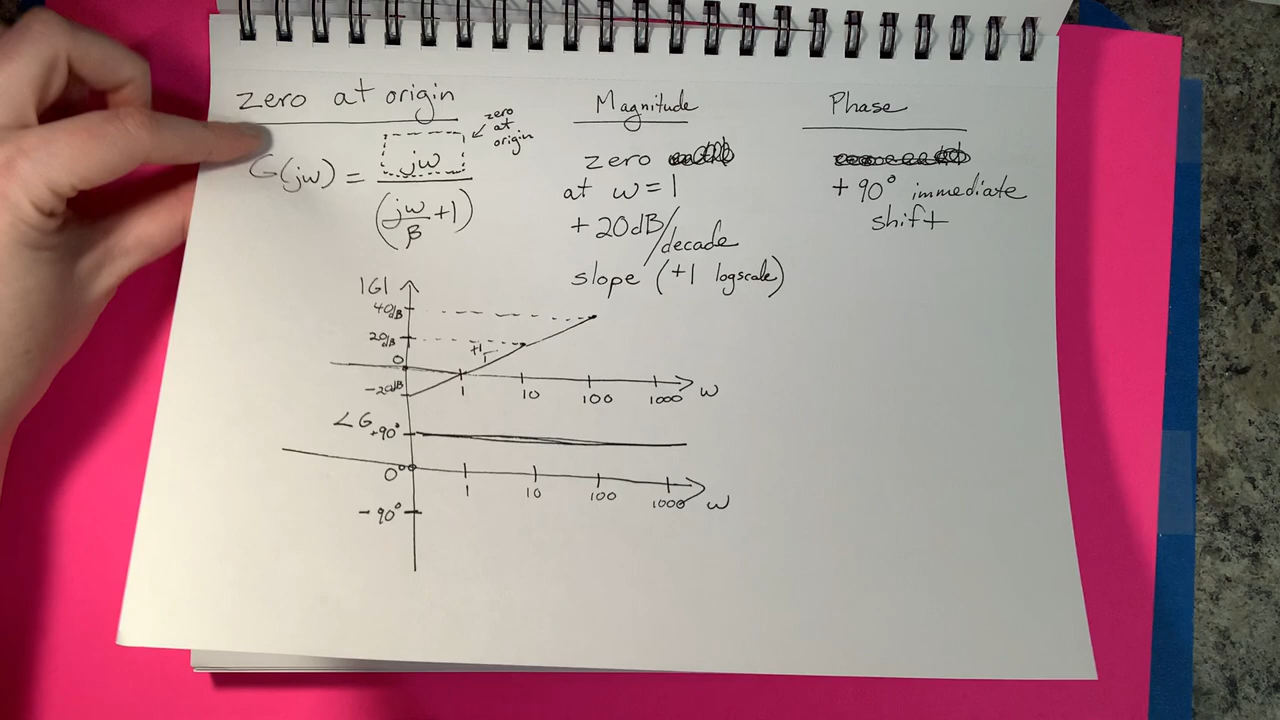 zero at origin
G(jω) = jω
(jω/β + 1)
zero
at
origin
Magnitude
zero
at ω = 1
+20dB/decade
slope (+1 logscale)
Phase
+90° immediate
shift
|G|
40dB
20dB
0
-20dB
+1
1
1 10 100 1000 ω
∠G
+90°
0°
-90°
1 10 100 1000 ω